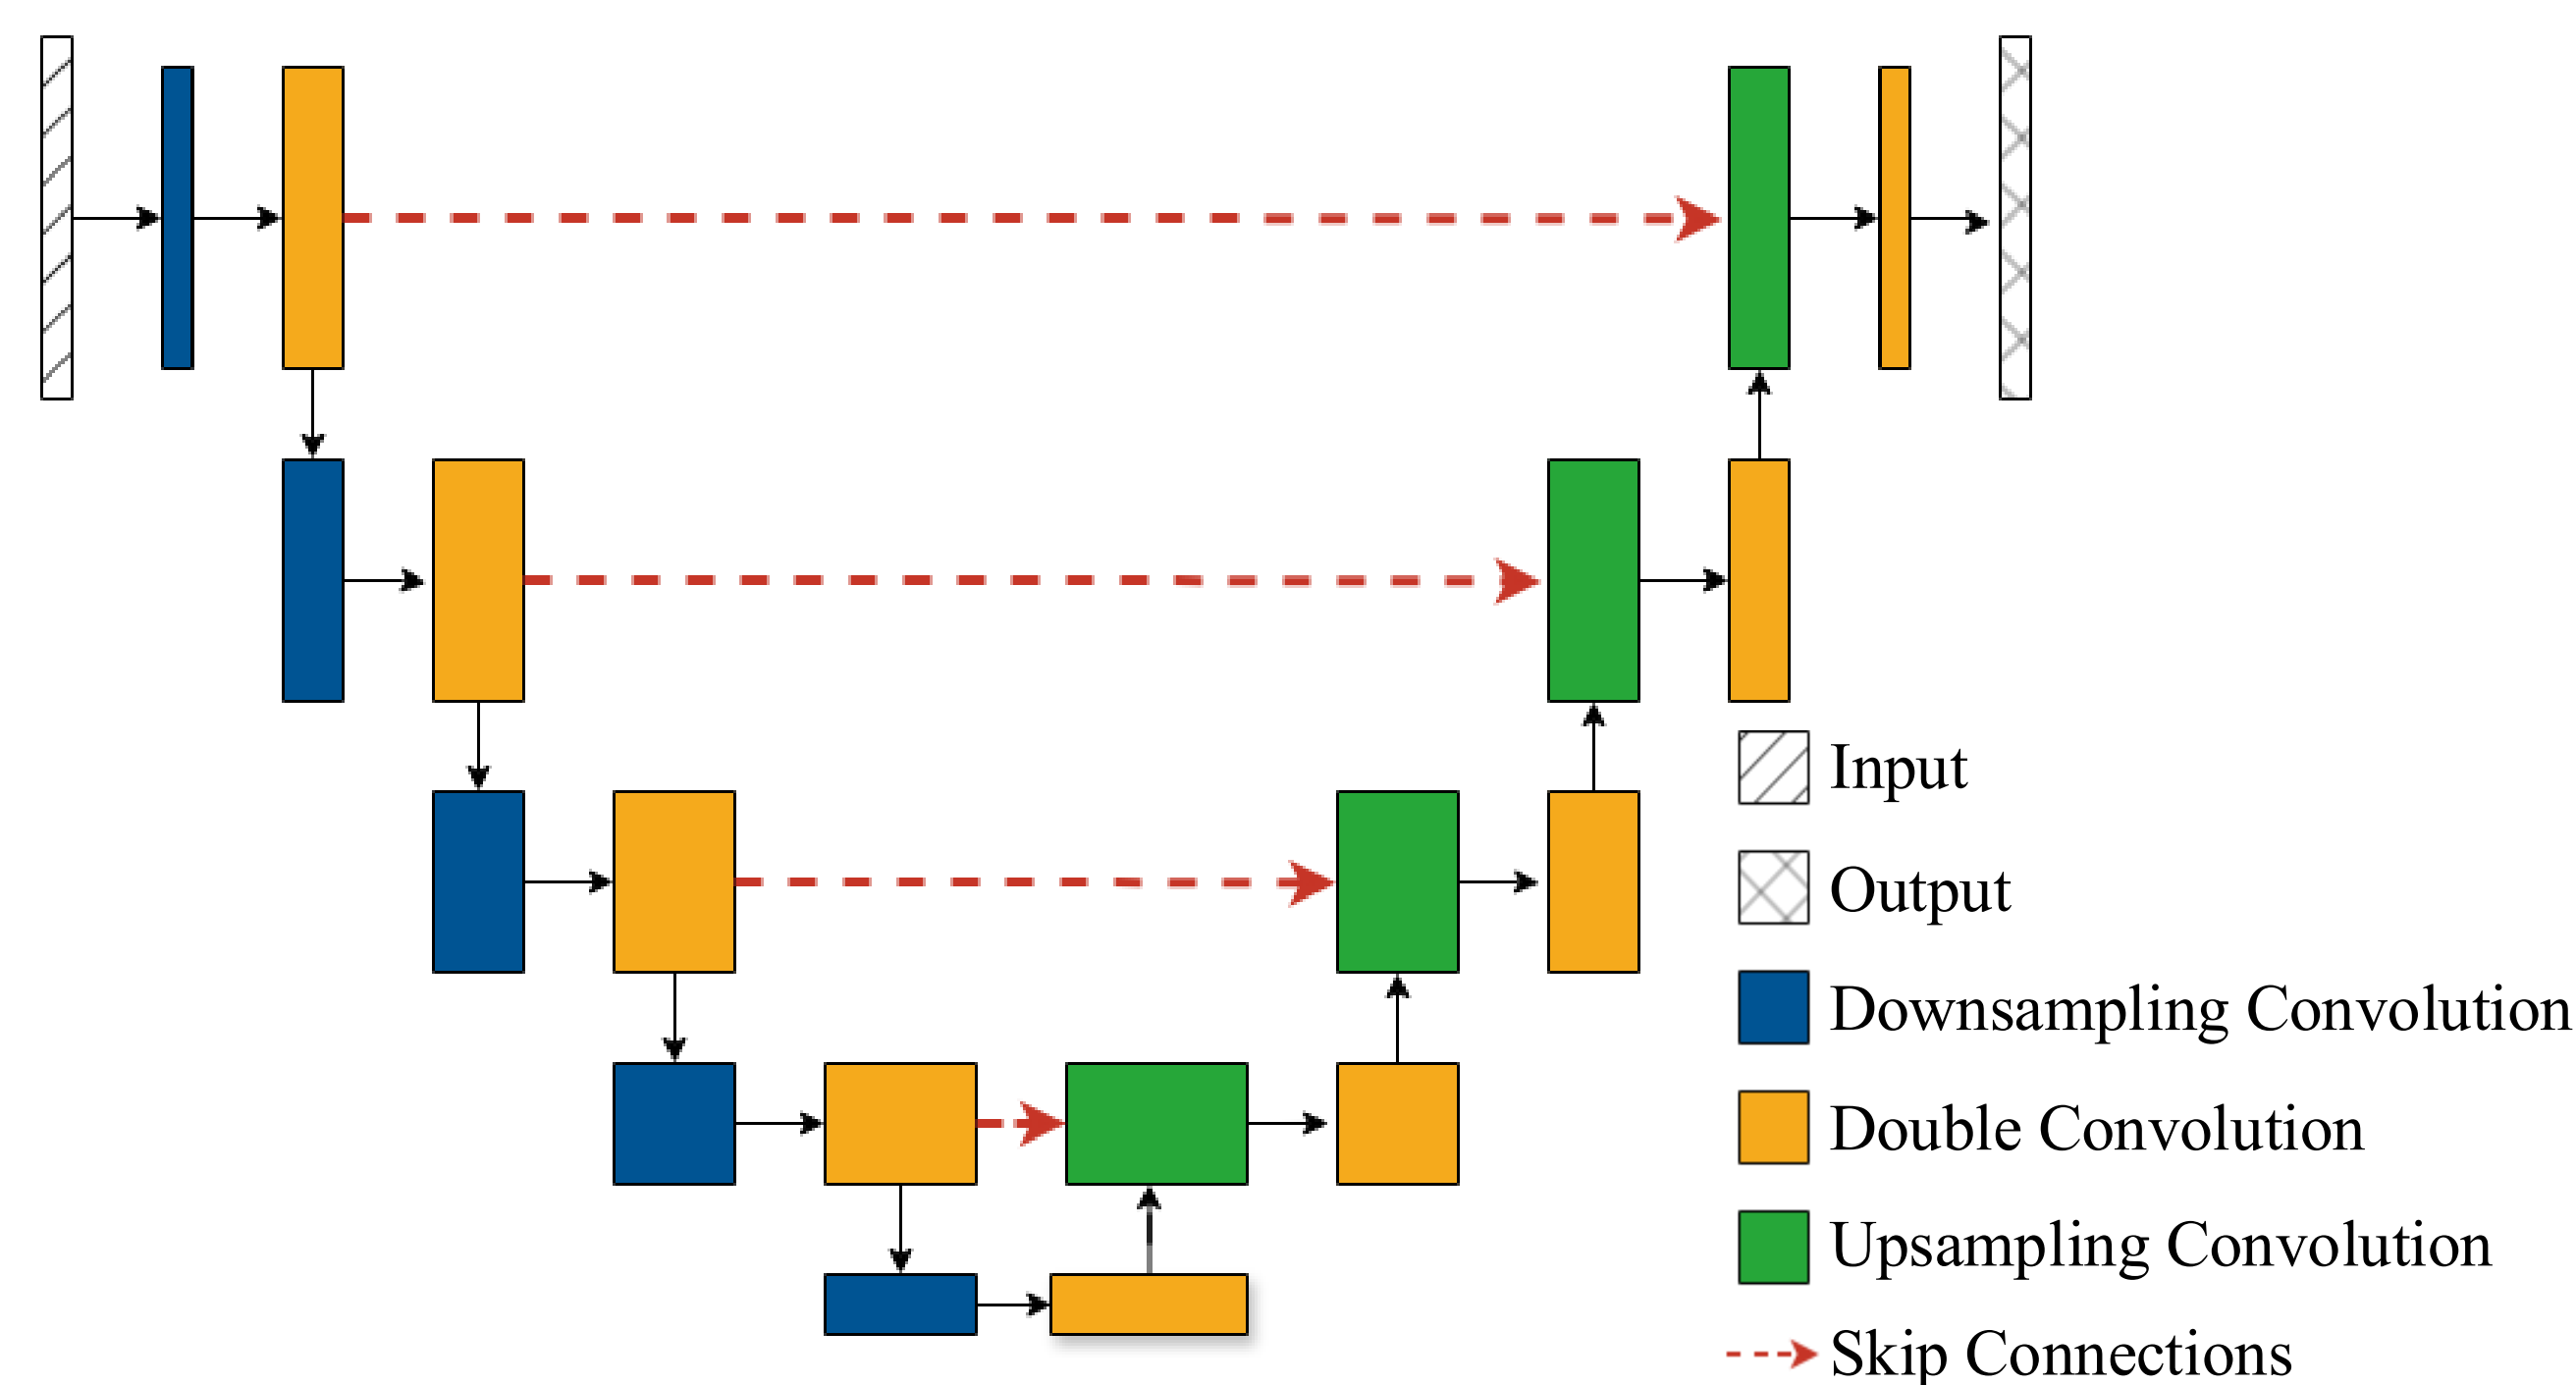 Input
Output
Downsampling Convolution
Double Convolution
Upsampling Convolution
Skip Connections